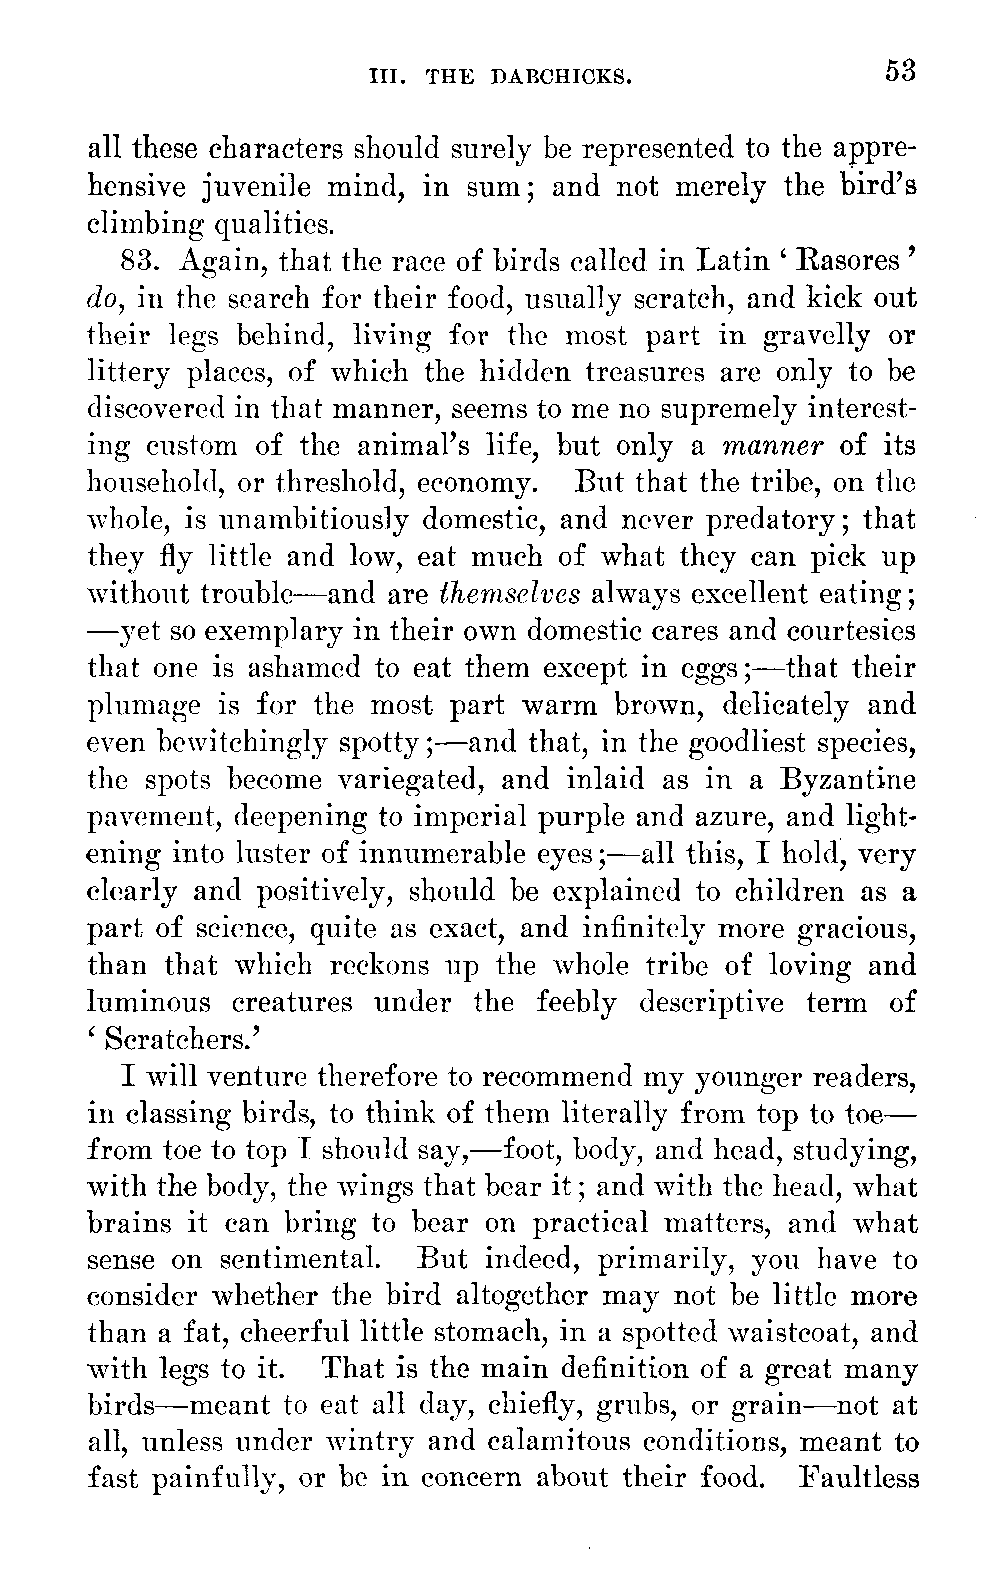 III. THE DABCHICKS. 53
all these characters should surely be represented to the appre-
hensive juvenile mind, in sum; and not merely the bird's
climbing qualities.
83. Again, that the race of birds called in Latin ‘ Rasores ’
do, in the search for their food, usually scratch, and kick out
their legs behind, living for the most part in gravelly or
littery places, of which the hidden treasures are only to be
discovered in that manner, seems to me no supremely interest-
ing custom of the animal's life, but only a manner of its
household, or threshold, economy. But that the tribe, on the
whole, is unambitiously domestic, and never predatory; that
they fly little and low, eat much of what they can pick up
without trouble—and are themselves always excellent eating;
—yet so exemplary in their own domestic cares and courtesies
that one is ashamed to eat them except in eggs;—that their
plumage is for the most part warm brown, delicately and
even bewitchingly spotty;—and that, in the goodliest species,
the spots become variegated, and inlaid as in a Byzantine
pavement, deepening to imperial purple and azure, and light-
ening into luster of innumerable eyes;—all this, I hold, very
clearly and positively, should be explained to children as a
part of science, quite as exact, and infinitely more gracious,
than that which reckons up the whole tribe of loving and
luminous creatures under the feebly descriptive term of
‘ Scratchers.’
I will venture therefore to recommend my younger readers,
in classing birds, to think of them literally from top to toe—
from toe to top I should say,—foot, body, and head, studying,
with the body, the wings that bear it; and with the head, what
brains it can bring to bear on practical matters, and what
sense on sentimental. But indeed, primarily, you have to
consider whether the bird altogether may not be little more
than a fat, cheerful little stomach, in a spotted waistcoat, and
with legs to it. That is the main definition of a great many
birds—meant to eat all day, chiefly, grubs, or grain—not at
all, unless under wintry and calamitous conditions, meant to
fast painfully, or be in concern about their food. Faultless